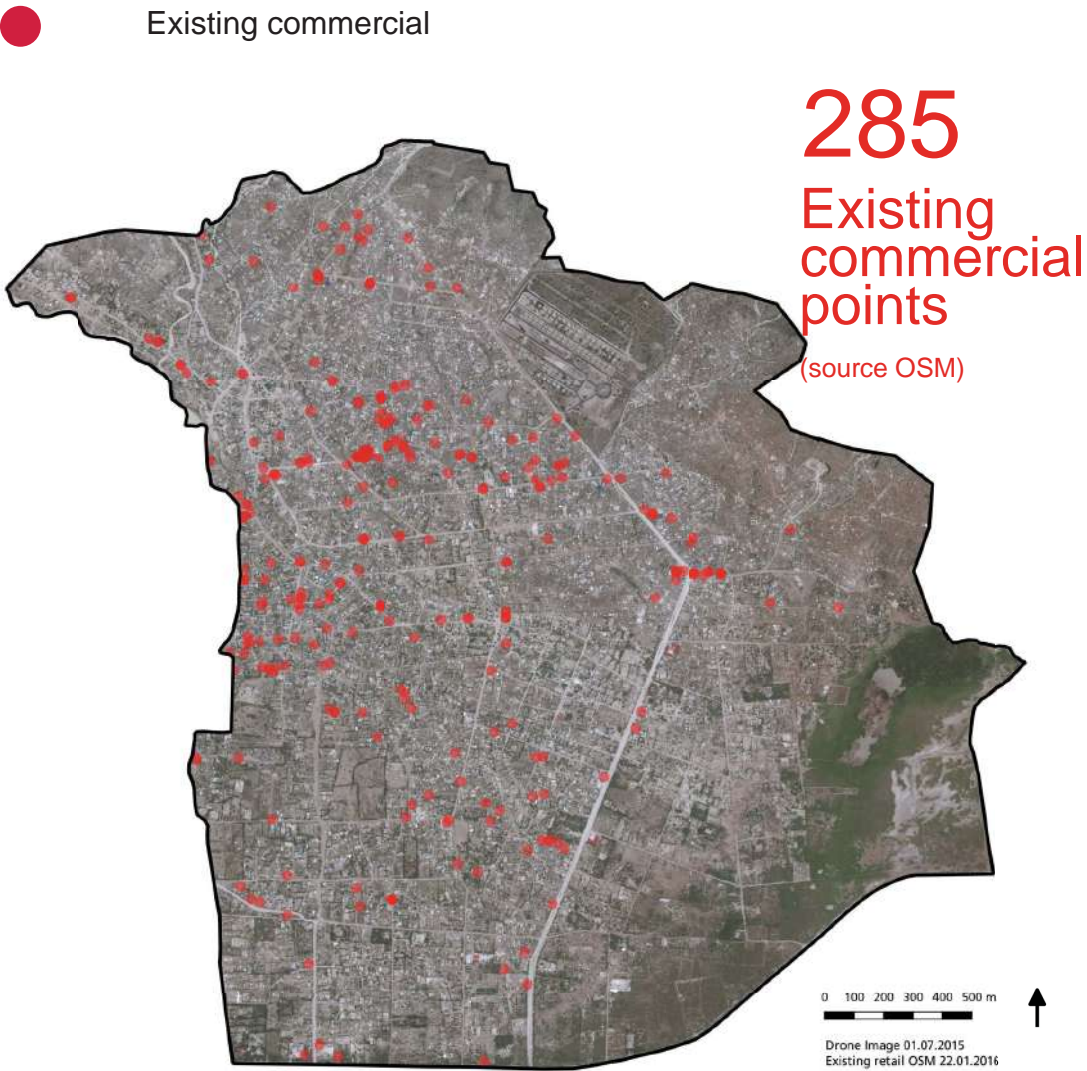 Existing commercial
285
Existing
commercial
points
(source OSM)
0 100 200 300 400 500 m
Drone Image 01.07.2015
Existing retail OSM 22.01.2016